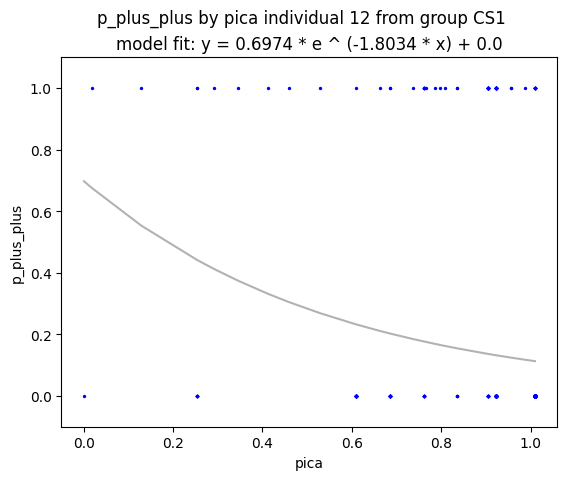 p_plus_plus by pica individual 12 from group CS1
model fit: y = 0.6974 * e ^ (-1.8034 * x) + 0.0
1.0
0.8
0.6
0.4
0.2
0.0
p_plus_plus
0.0 0.2 0.4 0.6 0.8 1.0
pica